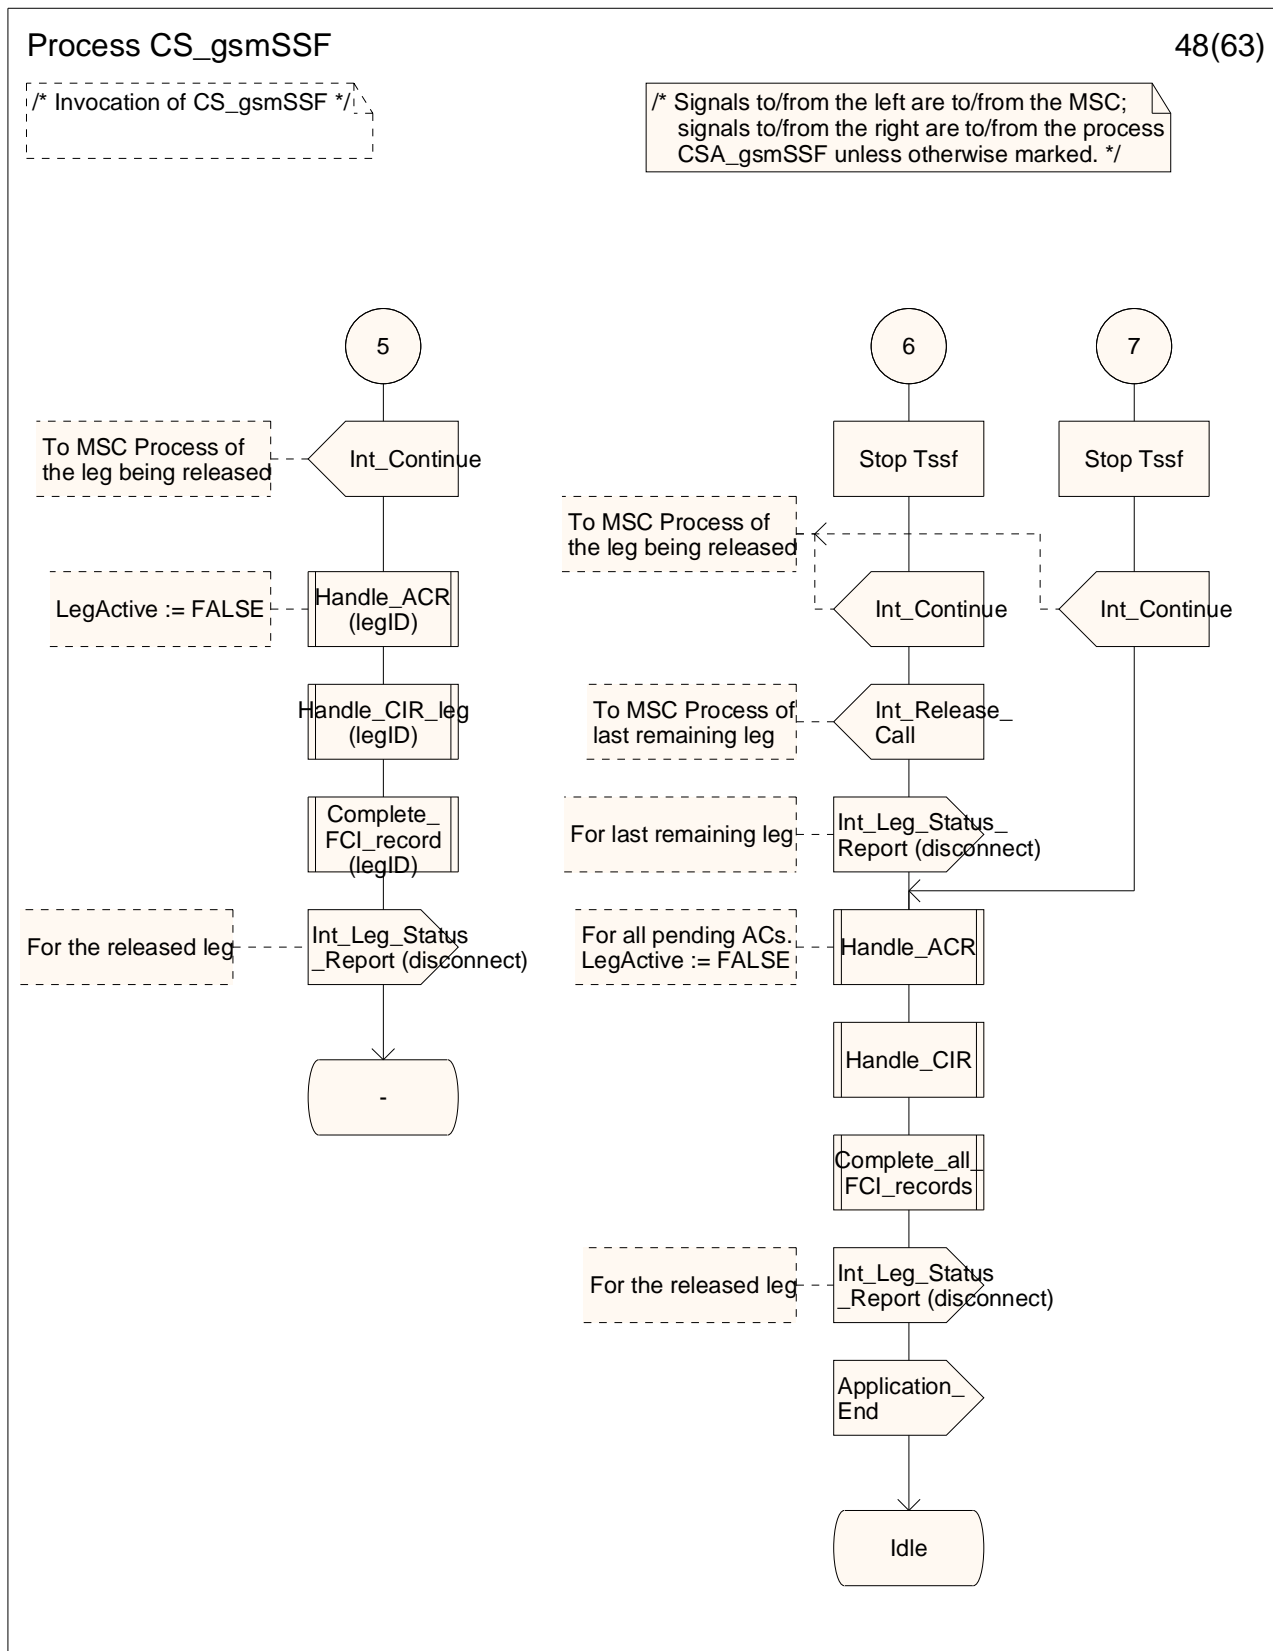 Process CS_gsmSSF
48(63)
/* Invocation of CS_gsmSSF */
/* Signals to/from the left are to/from the MSC;
signals to/from the right are to/from the process
CSA_gsmSSF unless otherwise marked. */
5
To MSC Process of
the leg being released
Int_Continue
LegActive := FALSE
Handle_ACR
(legID)
Handle_CIR_leg
(legID)
Complete_
FCI_record
(legID)
For the released leg
Int_Leg_Status
_Report (disconnect)
-
6
7
Stop Tssf
Stop Tssf
To MSC Process of
the leg being released
Int_Continue
Int_Continue
To MSC Process of
last remaining leg
Int_Release_
Call
For last remaining leg
Int_Leg_Status_
Report (disconnect)
For all pending ACs.
LegActive := FALSE
Handle_ACR
Handle_CIR
Complete_all_
FCI_records
For the released leg
Int_Leg_Status
_Report (disconnect)
Application_
End
Idle